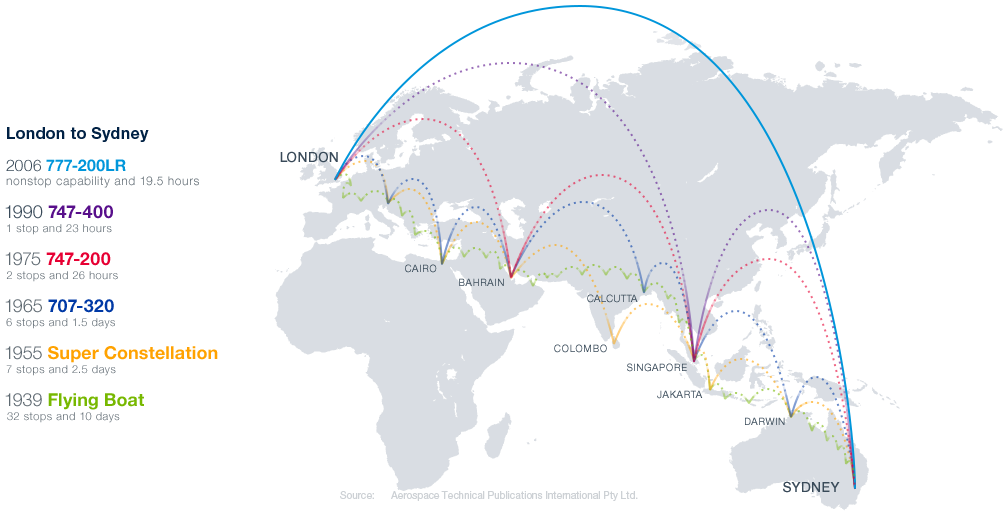 London to Sydney
2006 777-200LR
nonstop capability and 19.5 hours
1990 747-400
1 stop and 23 hours
1975 747-200
2 stops and 26 hours
1965 707-320
6 stops and 1.5 days
1955 Super Constellation
7 stops and 2.5 days
1939 Flying Boat
32 stops and 10 days
LONDON
CAIRO
BAHRAIN
CALCUTTA
COLOMBO
SINGAPORE
JAKARTA
DARWIN
SYDNEY
Source: Aerospace Technical Publications International Pty Ltd.